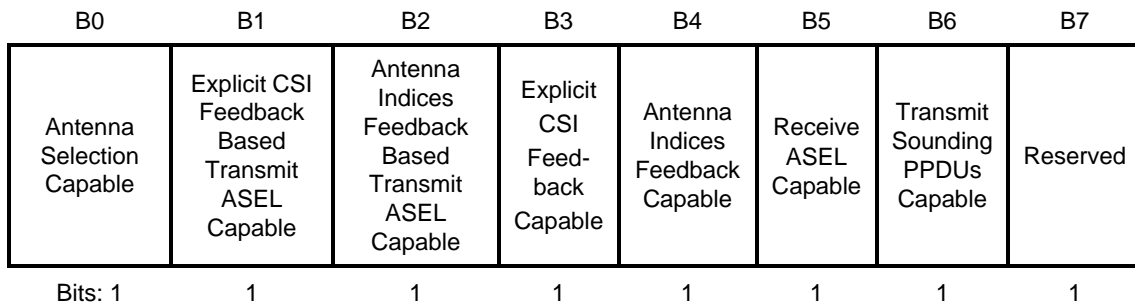 B0 B1 B2 B3 B4 B5 B6 B7
Antenna
Selection
Capable
Explicit CSI
Feedback
Based
Transmit
ASEL
Capable
Antenna
Indices
Feedback
Based
Transmit
ASEL
Capable
Explicit
CSI
Feed-
back
Capable
Antenna
Indices
Feedback
Capable
Receive
ASEL
Capable
Transmit
Sounding
PPDUs
Capable
Reserved
Bits: 1 1 1 1 1 1 1 1